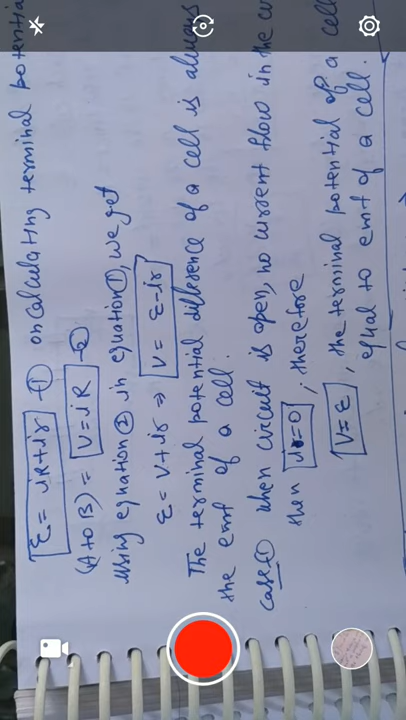 ε = iR+ir ① on calculating terminal potential
(A to B) = V=iR -②
Using equation ② in equation①, we get
ε = V+ir ⇒ V = ε-ir
The terminal potential difference of a cell is always
the emf of a cell.
case① when circuit is open, no current flow in the
then ir=0, therefore
V=ε, the terminal potential of a cell
equal to emf of a cell.